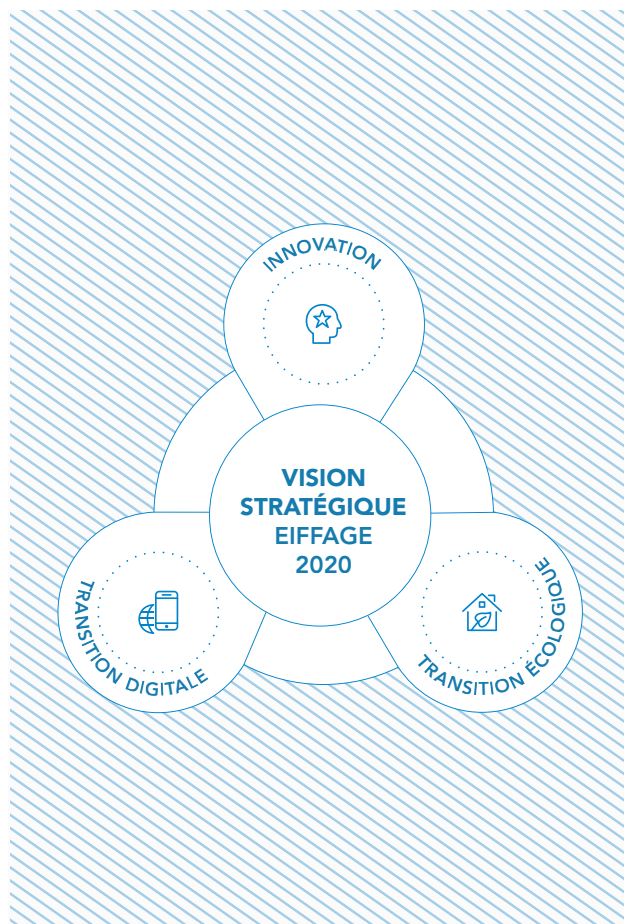 INNOVATION
VISION
STRATÉGIQUE
EIFFAGE
2020
TRANSITION DIGITALE
TRANSITION ÉCOLOGIQUE